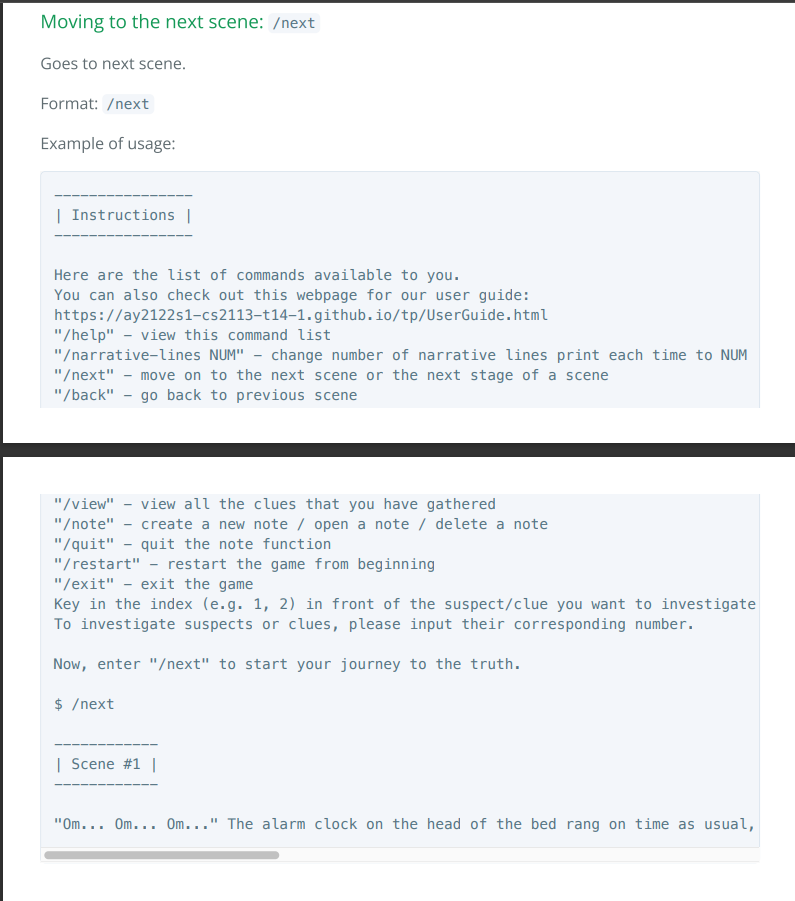 Moving to the next scene: /next
Goes to next scene.
Format: /next
Example of usage:
----------------
| Instructions |
----------------
Here are the list of commands available to you.
You can also check out this webpage for our user guide:
https://ay2122s1-cs2113-t14-1.github.io/tp/UserGuide.html
"/help" – view this command list
"/narrative-lines NUM" – change number of narrative lines print each time to NUM
"/next" – move on to the next scene or the next stage of a scene
"/back" – go back to previous scene
"/view" – view all the clues that you have gathered
"/note" – create a new note / open a note / delete a note
"/quit" – quit the note function
"/restart" – restart the game from beginning
"/exit" – exit the game
Key in the index (e.g. 1, 2) in front of the suspect/clue you want to investigate
To investigate suspects or clues, please input their corresponding number.
Now, enter "/next" to start your journey to the truth.
$ /next
------------
| Scene #1 |
------------
"Om... Om... Om..." The alarm clock on the head of the bed rang on time as usual,